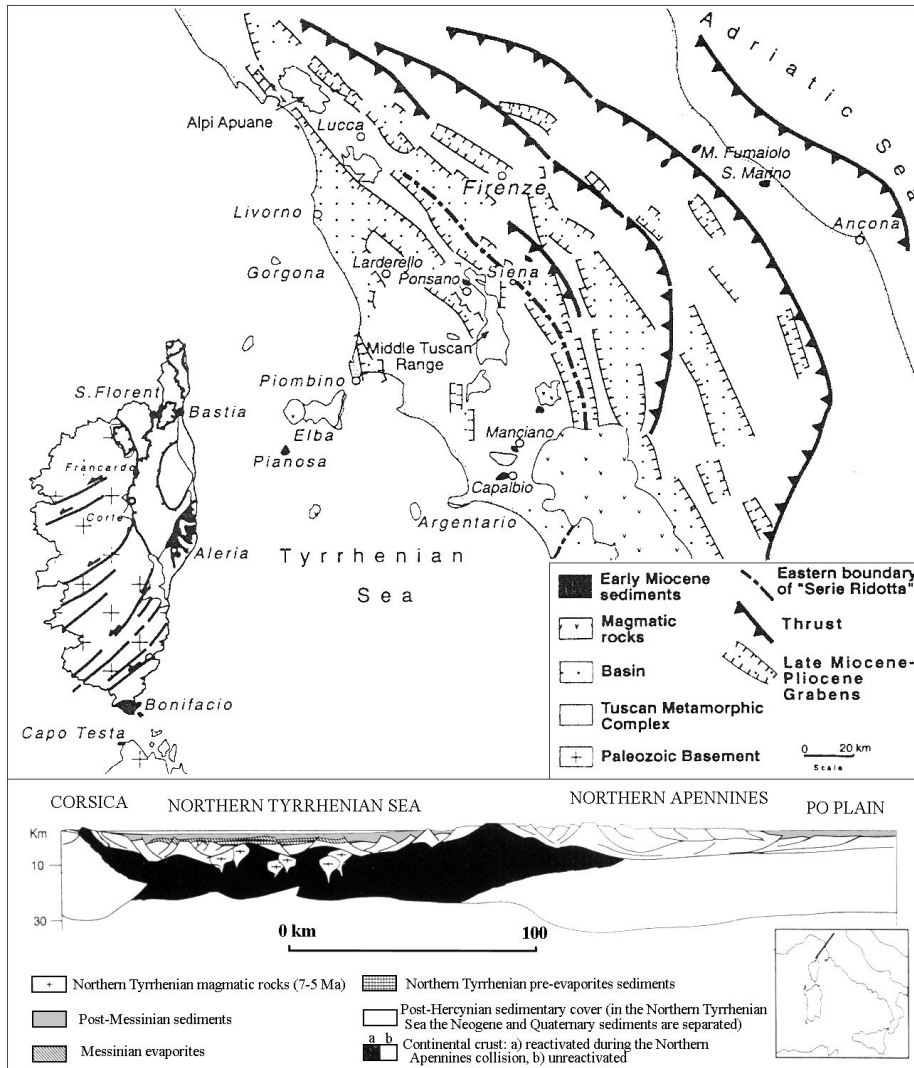 Adriatic Sea
Alpi Apuane
Lucca
Firenze
M. Fumaiolo
S. Marino
Ancona
Livorno
Gorgona
Larderello
Ponsano
Siena
Middle Tuscan
Range
Piombino
S. Florent
Bastia
Elba
Pianosa
Manciano
Francardo
Capalbio
Corte
Argentario
Aleria
Tyrrhenian
Sea
Bonifacio
Capo Testa
Early Miocene
sediments
Magmatic
rocks
Basin
Tuscan Metamorphic
Complex
Paleozoic Basement
Eastern boundary
of "Serie Ridotta"
Thrust
Late Miocene-
Pliocene
Grabens
0 20 km
Scale
CORSICA NORTHERN TYRRHENIAN SEA NORTHERN APENNINES PO PLAIN
Km
10
30
0 km 100
Northern Tyrrhenian magmatic rocks (7-5 Ma)
Post-Messinian sediments
Messinian evaporites
Northern Tyrrhenian pre-evaporites sediments
Post-Hercynian sedimentary cover (in the Northern Tyrrhenian
Sea the Neogene and Quaternary sediments are separated)
a b
Continental crust: a) reactivated during the Northern
Apennines collision, b) unreactivated